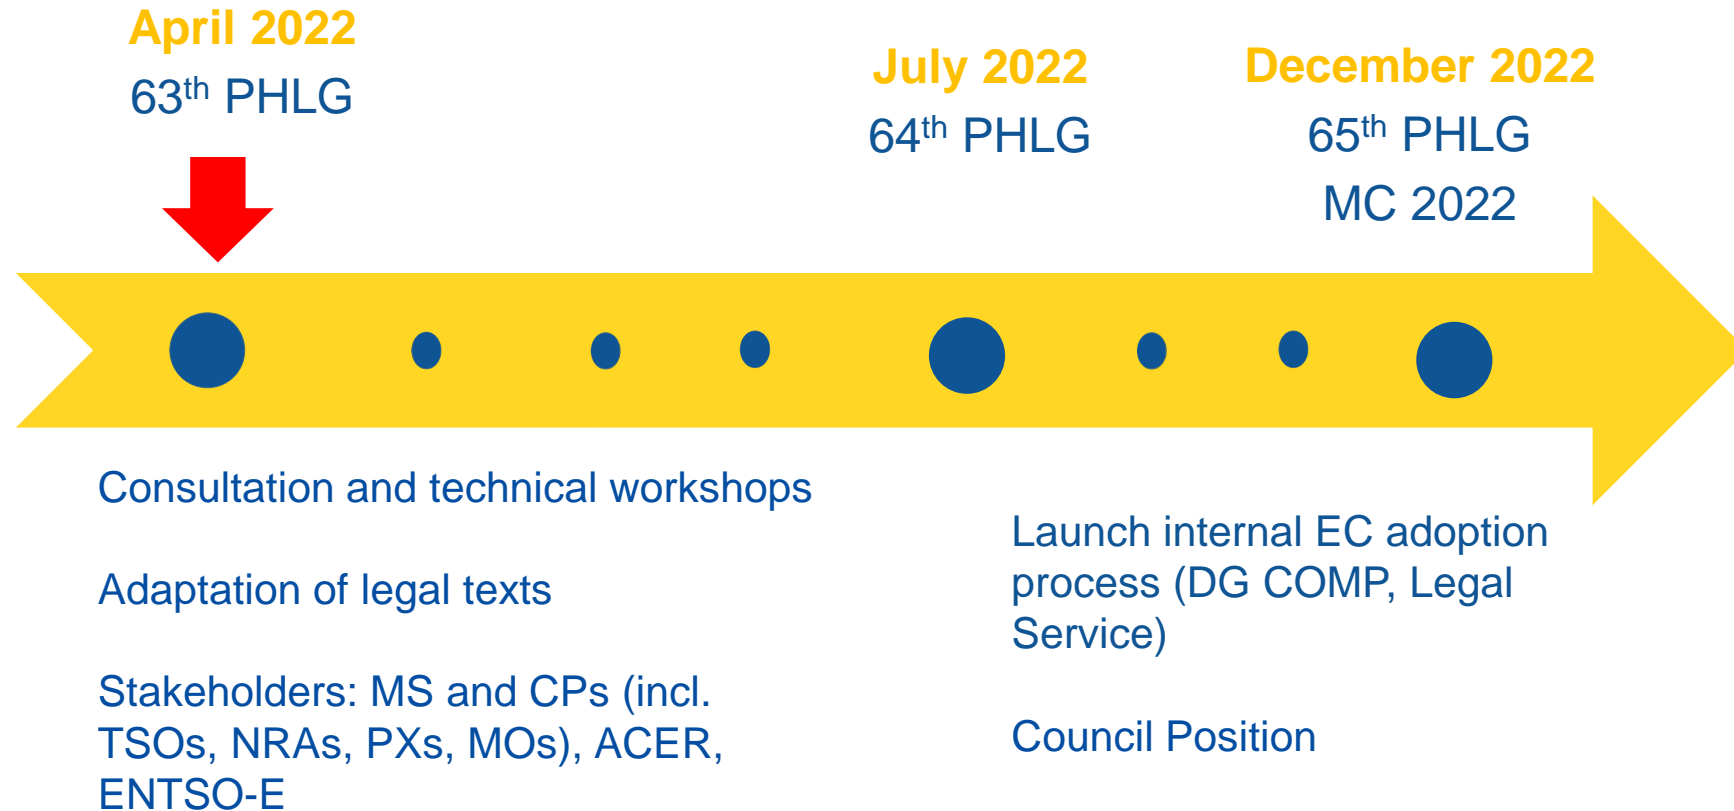 April 2022
63th PHLG
July 2022
64th PHLG
December 2022
65th PHLG
MC 2022
Consultation and technical workshops
Adaptation of legal texts
Stakeholders: MS and CPs (incl.
TSOs, NRAs, PXs, MOs), ACER,
ENTSO-E
Launch internal EC adoption
process (DG COMP, Legal
Service)
Council Position